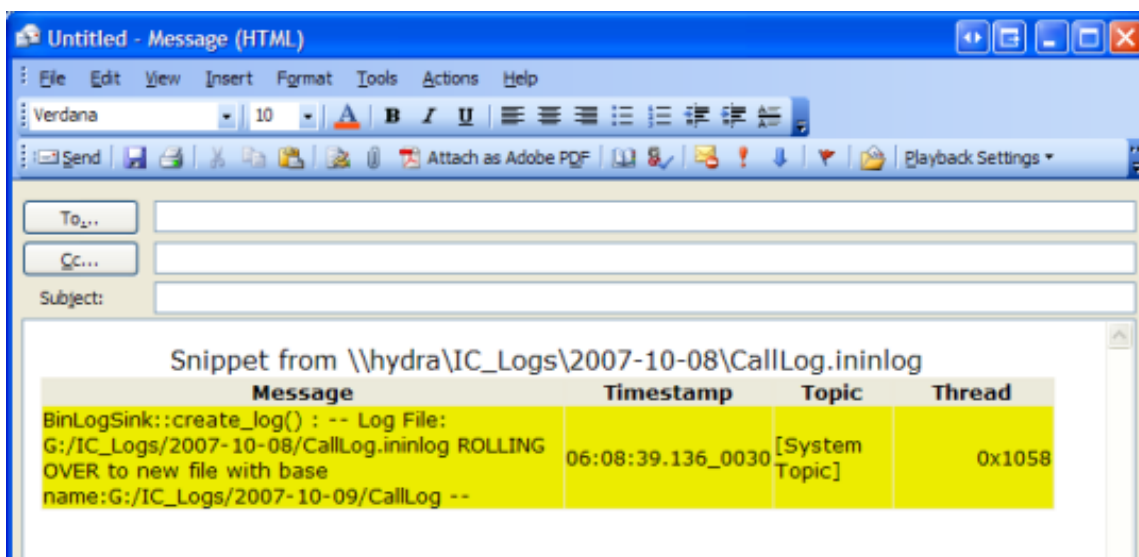 Untitled - Message (HTML)
File Edit View Insert Format Tools Actions Help
Verdana 10 A B I U
Send Attach as Adobe PDF Playback Settings
To...
Cc...
Subject:
Snippet from \\hydra\IC_Logs\2007-10-08\CallLog.ininlog
Message Timestamp Topic Thread
BinLogSink::create_log() : -- Log File:
G:/IC_Logs/2007-10-08/CallLog.ininlog ROLLING
OVER to new file with base
name:G:/IC_Logs/2007-10-09/CallLog --
06:08:39.136_0030
[System
Topic]
0x1058